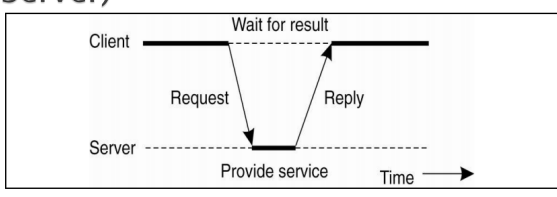 Server)
Wait for result
Client
Request
Reply
Server
Provide service
Time